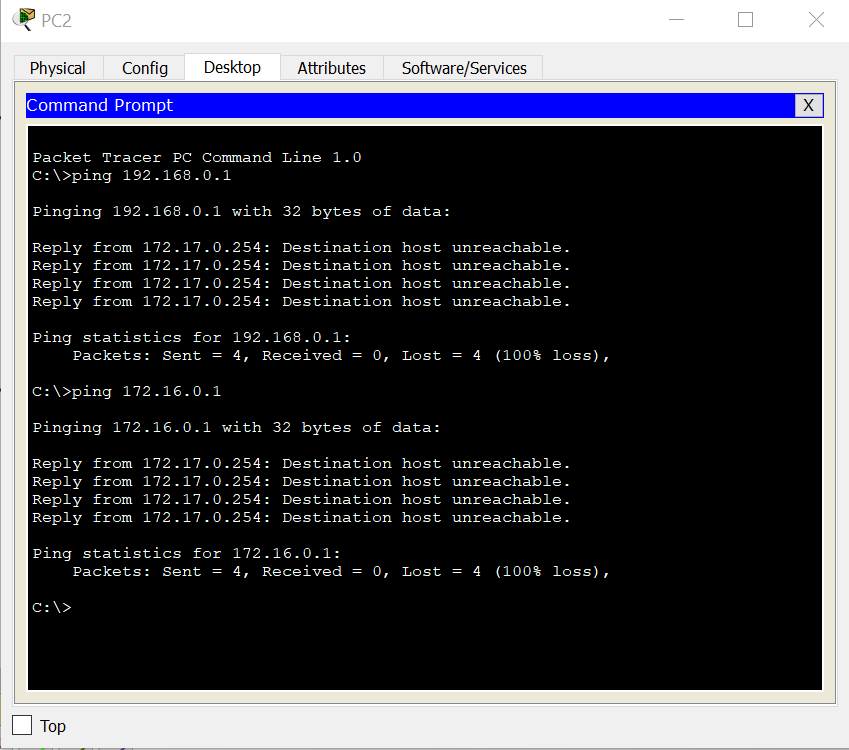 PC2
Physical Config Desktop Attributes Software/Services
Command Prompt X
Packet Tracer PC Command Line 1.0
C:\>ping 192.168.0.1
Pinging 192.168.0.1 with 32 bytes of data:
Reply from 172.17.0.254: Destination host unreachable.
Reply from 172.17.0.254: Destination host unreachable.
Reply from 172.17.0.254: Destination host unreachable.
Reply from 172.17.0.254: Destination host unreachable.
Ping statistics for 192.168.0.1:
    Packets: Sent = 4, Received = 0, Lost = 4 (100% loss),
C:\>ping 172.16.0.1
Pinging 172.16.0.1 with 32 bytes of data:
Reply from 172.17.0.254: Destination host unreachable.
Reply from 172.17.0.254: Destination host unreachable.
Reply from 172.17.0.254: Destination host unreachable.
Reply from 172.17.0.254: Destination host unreachable.
Ping statistics for 172.16.0.1:
    Packets: Sent = 4, Received = 0, Lost = 4 (100% loss),
C:\>
Top